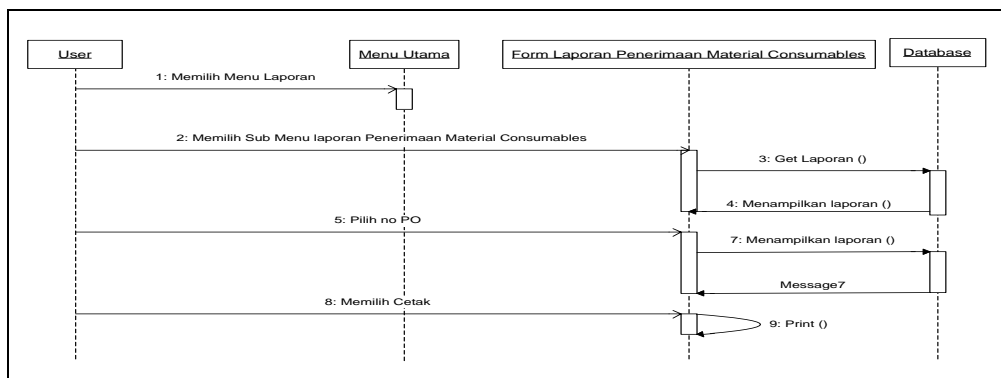 User
Menu Utama
Form Laporan Penerimaan Material Consumables
Database
1: Memilih Menu Laporan
2: Memilih Sub Menu laporan Penerimaan Material Consumables
3: Get Laporan ()
4: Menampilkan laporan ()
5: Pilih no PO
7: Menampilkan laporan ()
Message7
8: Memilih Cetak
9: Print ()